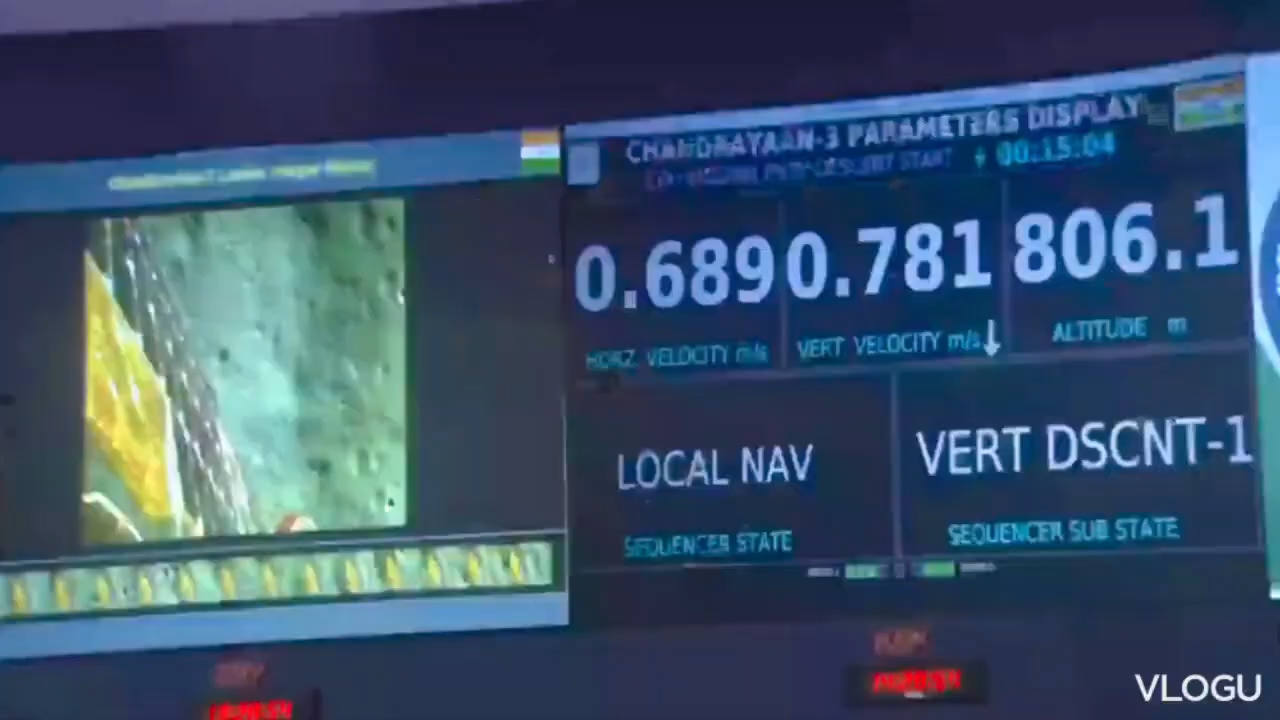 CHANDRAYAAN-3 PARAMETERS DISPLAY
START + 00:15:04
0.689 0.781 806.1
HORZ VELOCITY m/s VERT VELOCITY m/s ALTITUDE m
LOCAL NAV VERT DSCNT-1
SEQUENCER STATE SEQUENCER SUB STATE
VLOGU